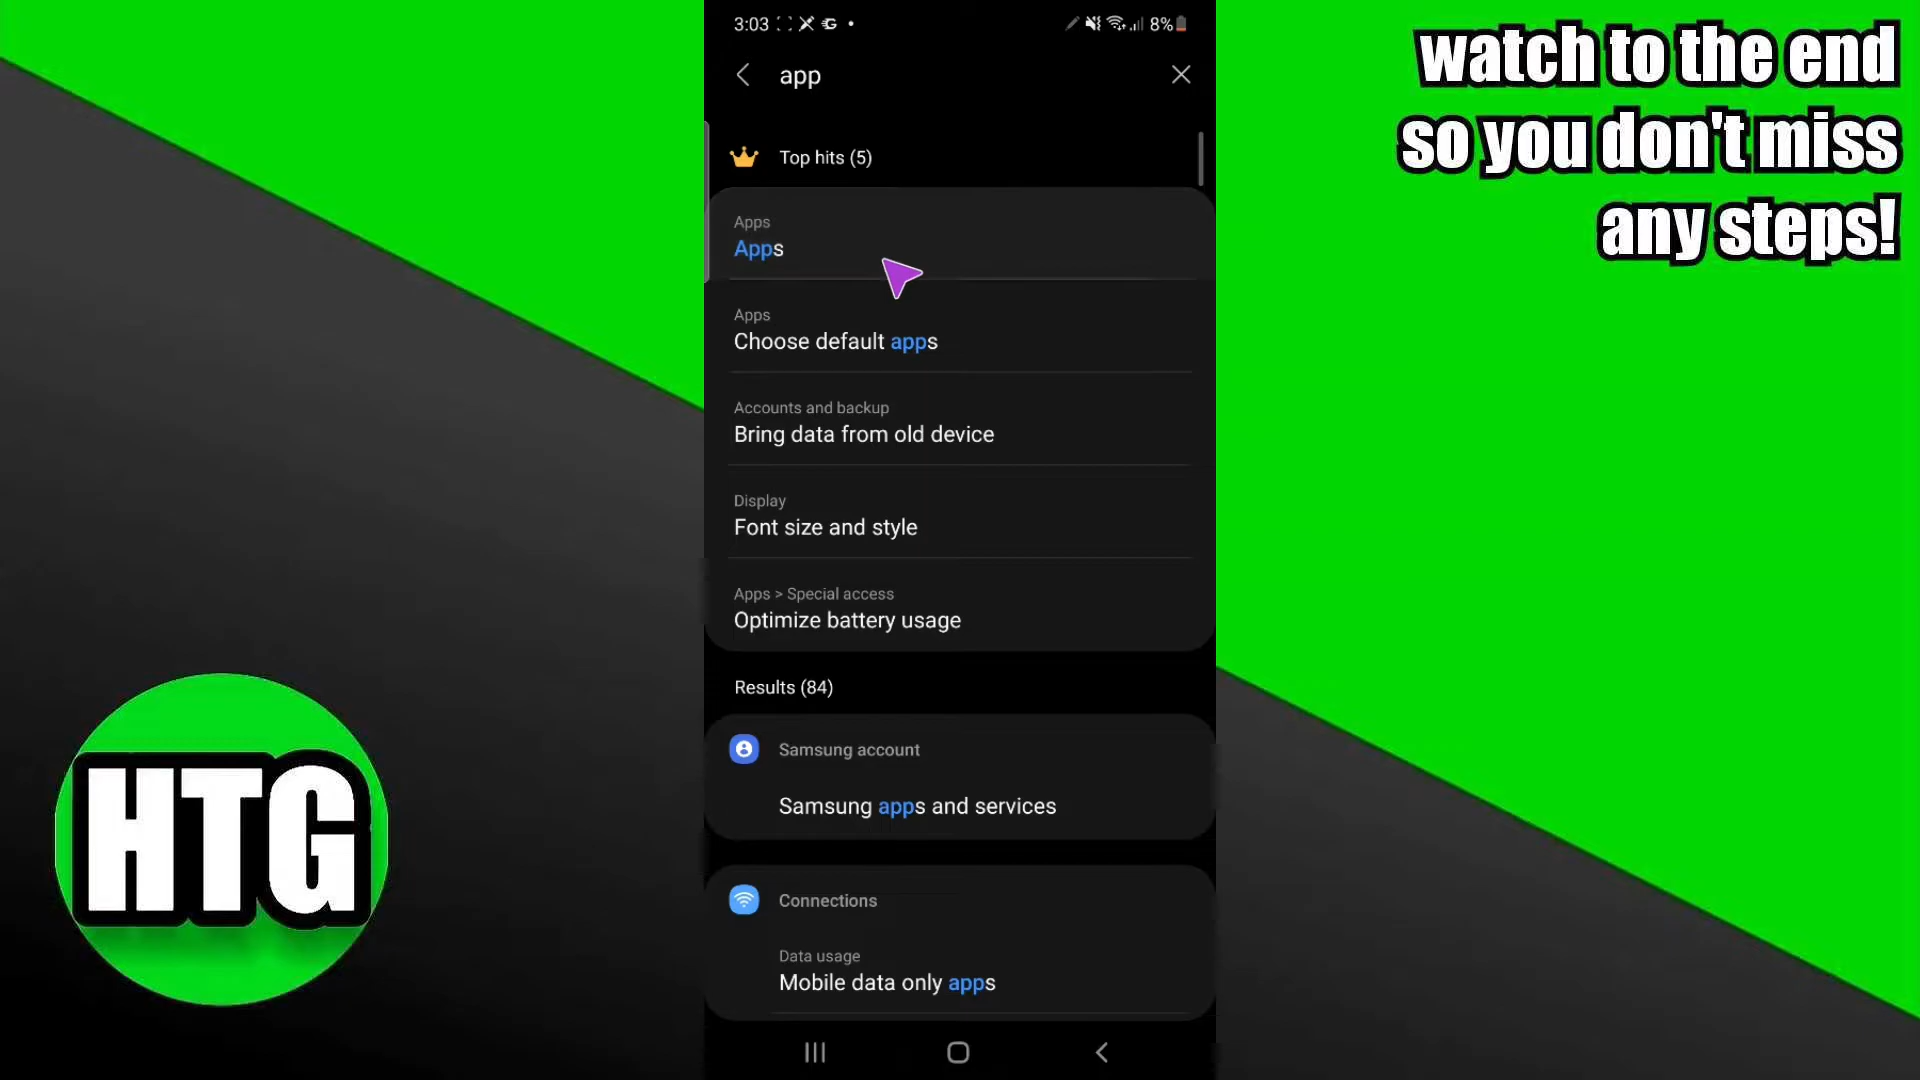 3:03
8%
app
watch to the end
so you don't miss
any steps!
Top hits (5)
Apps
Apps
Apps
Choose default apps
Accounts and backup
Bring data from old device
Display
Font size and style
Apps > Special access
Optimize battery usage
Results (84)
Samsung account
Samsung apps and services
Connections
Data usage
Mobile data only apps
HTG